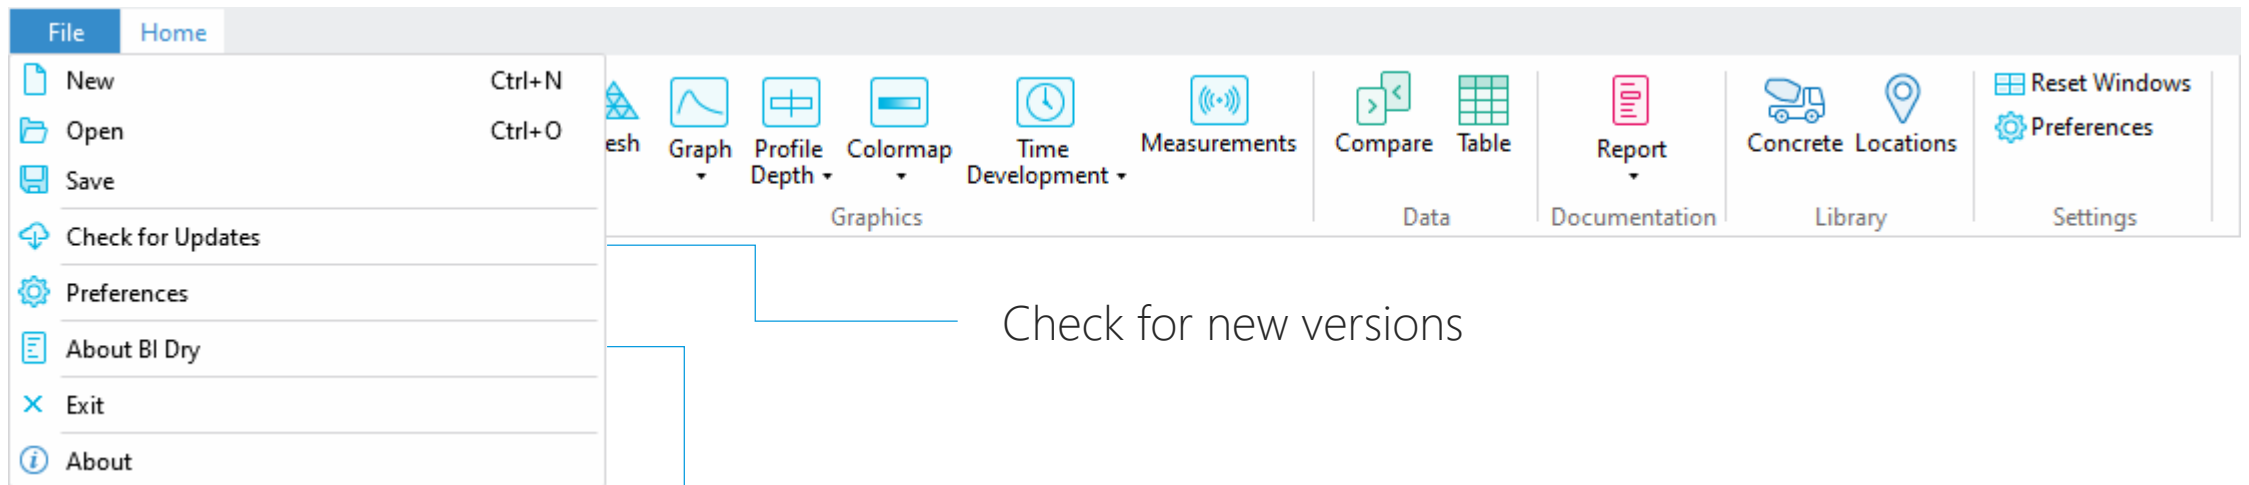 File Home
New Ctrl+N
Open Ctrl+O
Save
Check for Updates
Preferences
About BI Dry
Exit
About
esh Graph Profile Depth Colormap Time Development Measurements
Graphics
Compare Table
Data
Report
Documentation
Concrete Locations
Library
Reset Windows
Preferences
Settings
Check for new versions